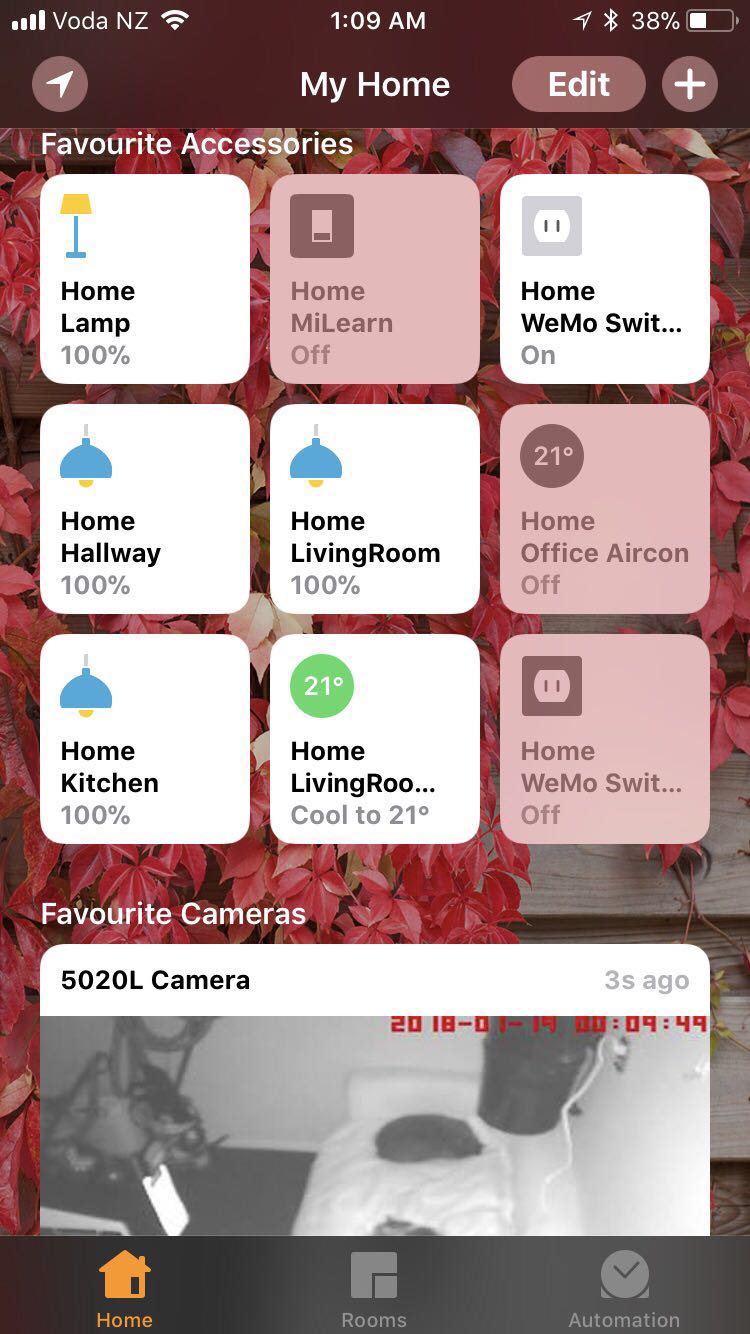 Voda NZ 1:09 AM 38%
My Home Edit
Favourite Accessories
Home
Lamp
100%
Home
MiLearn
Off
Home
WeMo Swit...
On
Home
Hallway
100%
Home
LivingRoom
100%
21°
Home
Office Aircon
Off
Home
Kitchen
100%
21°
Home
LivingRoo...
Cool to 21°
Home
WeMo Swit...
Off
Favourite Cameras
5020L Camera 3s ago
2018-01-19 00:09:49
Home Rooms Automation